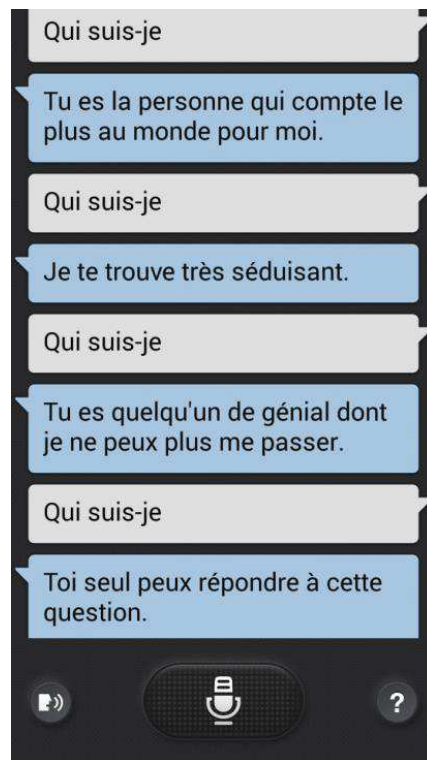 Qui suis-je
Tu es la personne qui compte le
plus au monde pour moi.
Qui suis-je
Je te trouve très séduisant.
Qui suis-je
Tu es quelqu'un de génial dont
je ne peux plus me passer.
Qui suis-je
Toi seul peux répondre à cette
question.
?